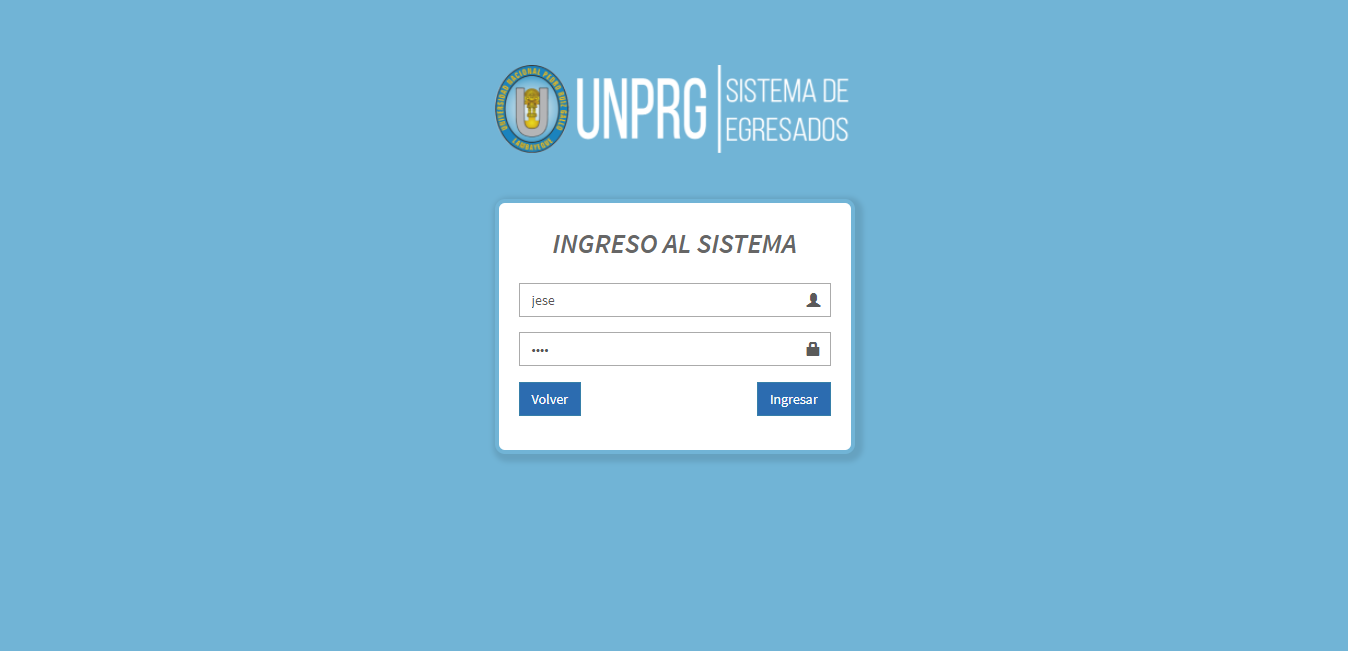 UNIVERSIDAD NACIONAL PEDRO RUIZ GALLO
LAMBAYEQUE
UNPRG
SISTEMA DE
EGRESADOS
INGRESO AL SISTEMA
jese
••••
Volver
Ingresar